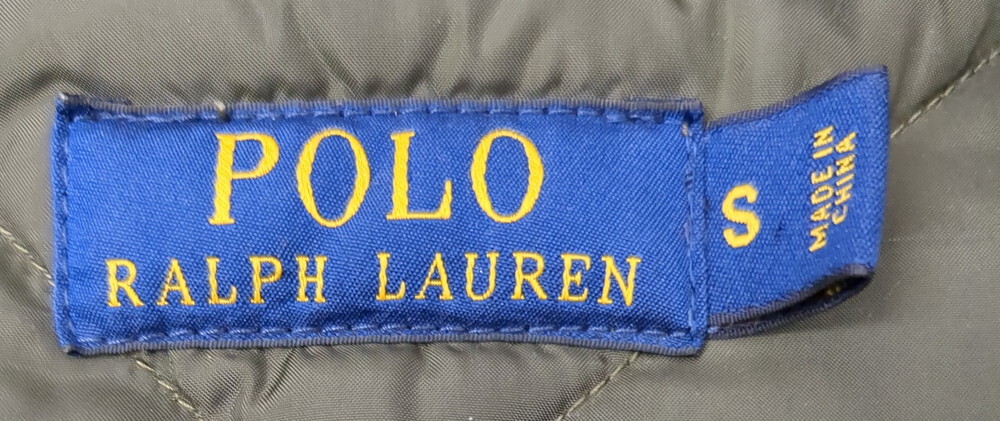 POLO
RALPH LAUREN
S
MADE IN
CHINA